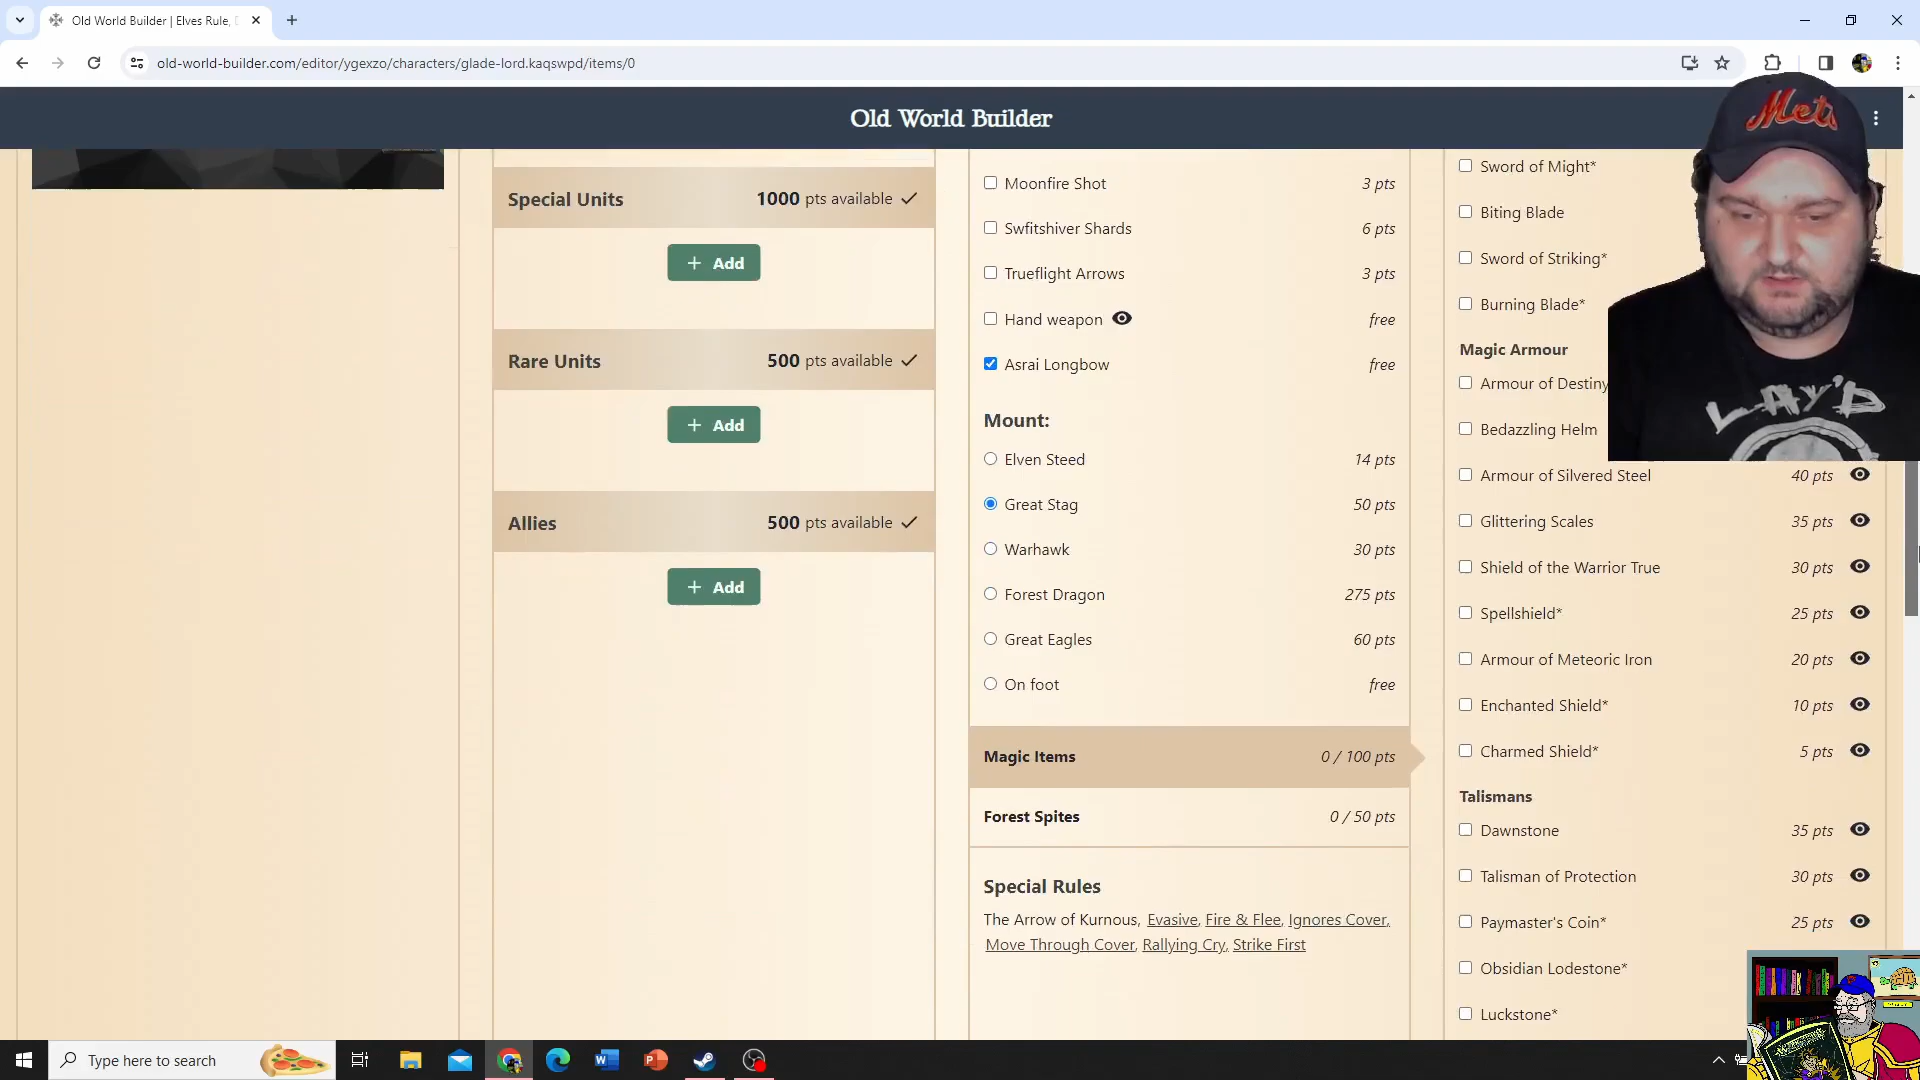 Old World Builder | Elves Rule,
old-world-builder.com/editor/ygexzo/characters/glade-lord.kaqswpd/items/0
Old World Builder
Special Units 1000 pts available
+ Add
Rare Units 500 pts available
+ Add
Allies 500 pts available
+ Add
Moonfire Shot 3 pts
Swfitshiver Shards 6 pts
Trueflight Arrows 3 pts
Hand weapon free
Asrai Longbow free
Mount:
Elven Steed 14 pts
Great Stag 50 pts
Warhawk 30 pts
Forest Dragon 275 pts
Great Eagles 60 pts
On foot free
Magic Items 0 / 100 pts
Forest Spites 0 / 50 pts
Special Rules
The Arrow of Kurnous, Evasive, Fire & Flee, Ignores Cover,
Move Through Cover, Rallying Cry, Strike First
Sword of Might*
Biting Blade
Sword of Striking*
Burning Blade*
Magic Armour
Armour of Destiny
Bedazzling Helm
Armour of Silvered Steel 40 pts
Glittering Scales 35 pts
Shield of the Warrior True 30 pts
Spellshield* 25 pts
Armour of Meteoric Iron 20 pts
Enchanted Shield* 10 pts
Charmed Shield* 5 pts
Talismans
Dawnstone 35 pts
Talisman of Protection 30 pts
Paymaster's Coin* 25 pts
Obsidian Lodestone*
Luckstone*
Mets
LAY'D
Type here to search